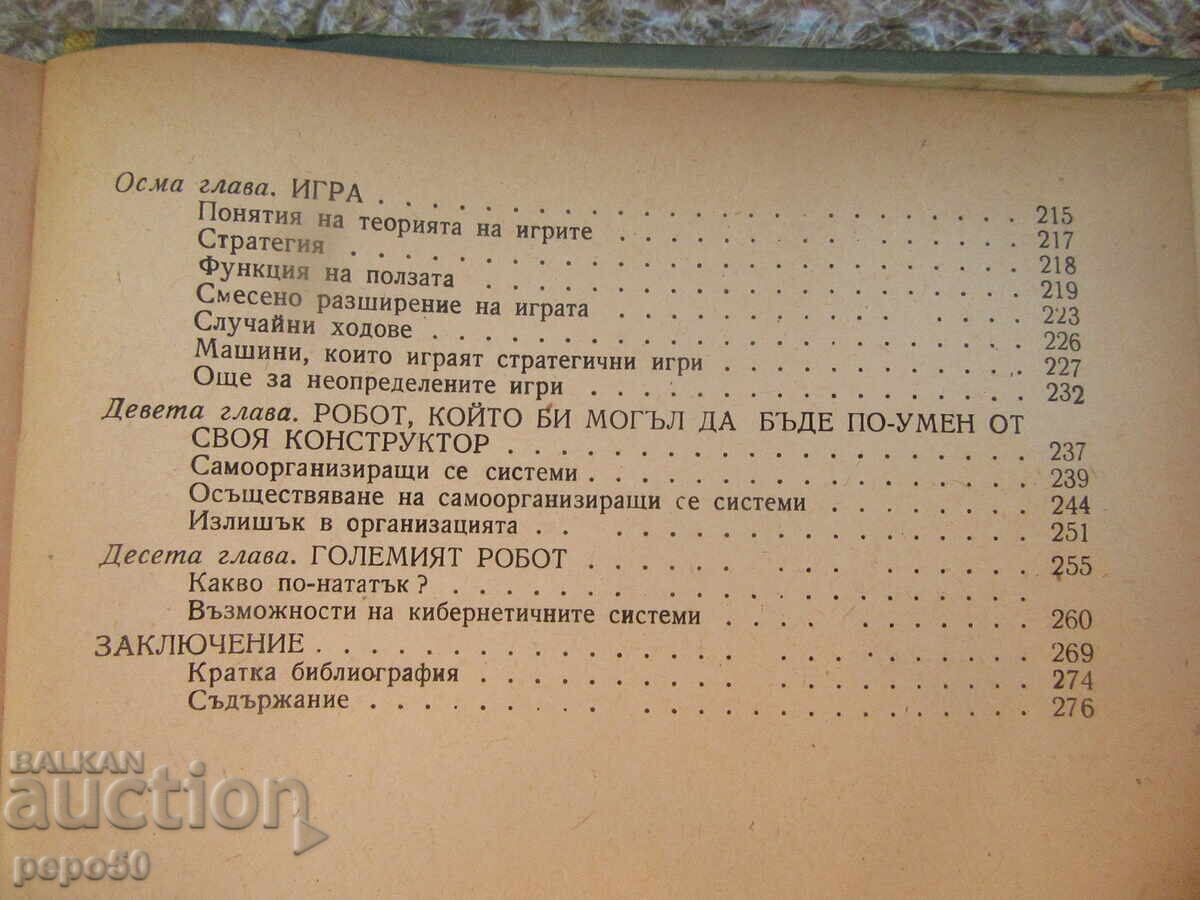 Осма глава. ИГРА . . . . . . . . . . . . . . . . . . . . . . . . 215
Понятия на теорията на игрите . . . . . . . . . . . . . . . 217
Стратегия . . . . . . . . . . . . . . . . . . . . . . . . . 218
Функция на ползата . . . . . . . . . . . . . . . . . . . . 219
Смесено разширение на играта . . . . . . . . . . . . . . . 223
Случайни ходове . . . . . . . . . . . . . . . . . . . . . . 226
Машини, които играят стратегични игри . . . . . . . . . . . 227
Още за неопределените игри . . . . . . . . . . . . . . . . 232
Девета глава. РОБОТ, КОЙТО БИ МОГЪЛ ДА БЪДЕ ПО-УМЕН ОТ
СВОЯ КОНСТРУКТОР . . . . . . . . . . . . . . . . . . . 237
Самоорганизиращи се системи . . . . . . . . . . . . . . . . 239
Осъществяване на самоорганизиращи се системи . . . . . . . . 244
Излишък в организацията . . . . . . . . . . . . . . . . . . 251
Десета глава. ГОЛЕМИЯТ РОБОТ . . . . . . . . . . . . . . . . 255
Какво по-нататък ? . . . . . . . . . . . . . . . . . . . .
Възможности на кибернетичните системи . . . . . . . . . . . 260
ЗАКЛЮЧЕНИЕ . . . . . . . . . . . . . . . . . . . . . . . . 269
Кратка библиография . . . . . . . . . . . . . . . . . . . . 274
Съдържание . . . . . . . . . . . . . . . . . . . . . . . . 276
BALKAN
auction
pepo50